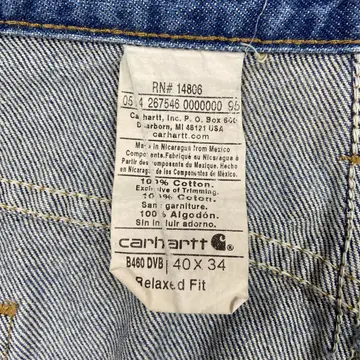 RN# 14806
05 4 267546 0000000 95
Carhartt, Inc. P. O. Box 600
Dearborn, MI 48121 USA
carhartt.com
Made in Nicaragua from Mexico
Components. Fabriqué au Nicaragua à
Partir des composants du Mexique. Hecho
Nicaragua de los Componentes de México.
100% Cotton.
Exclusive of Trimming.
100% Coton.
Sans garniture.
100% Algodón.
Sin incluir adorno.
carhartt
B460 DVB 40 X 34
Relaxed Fit